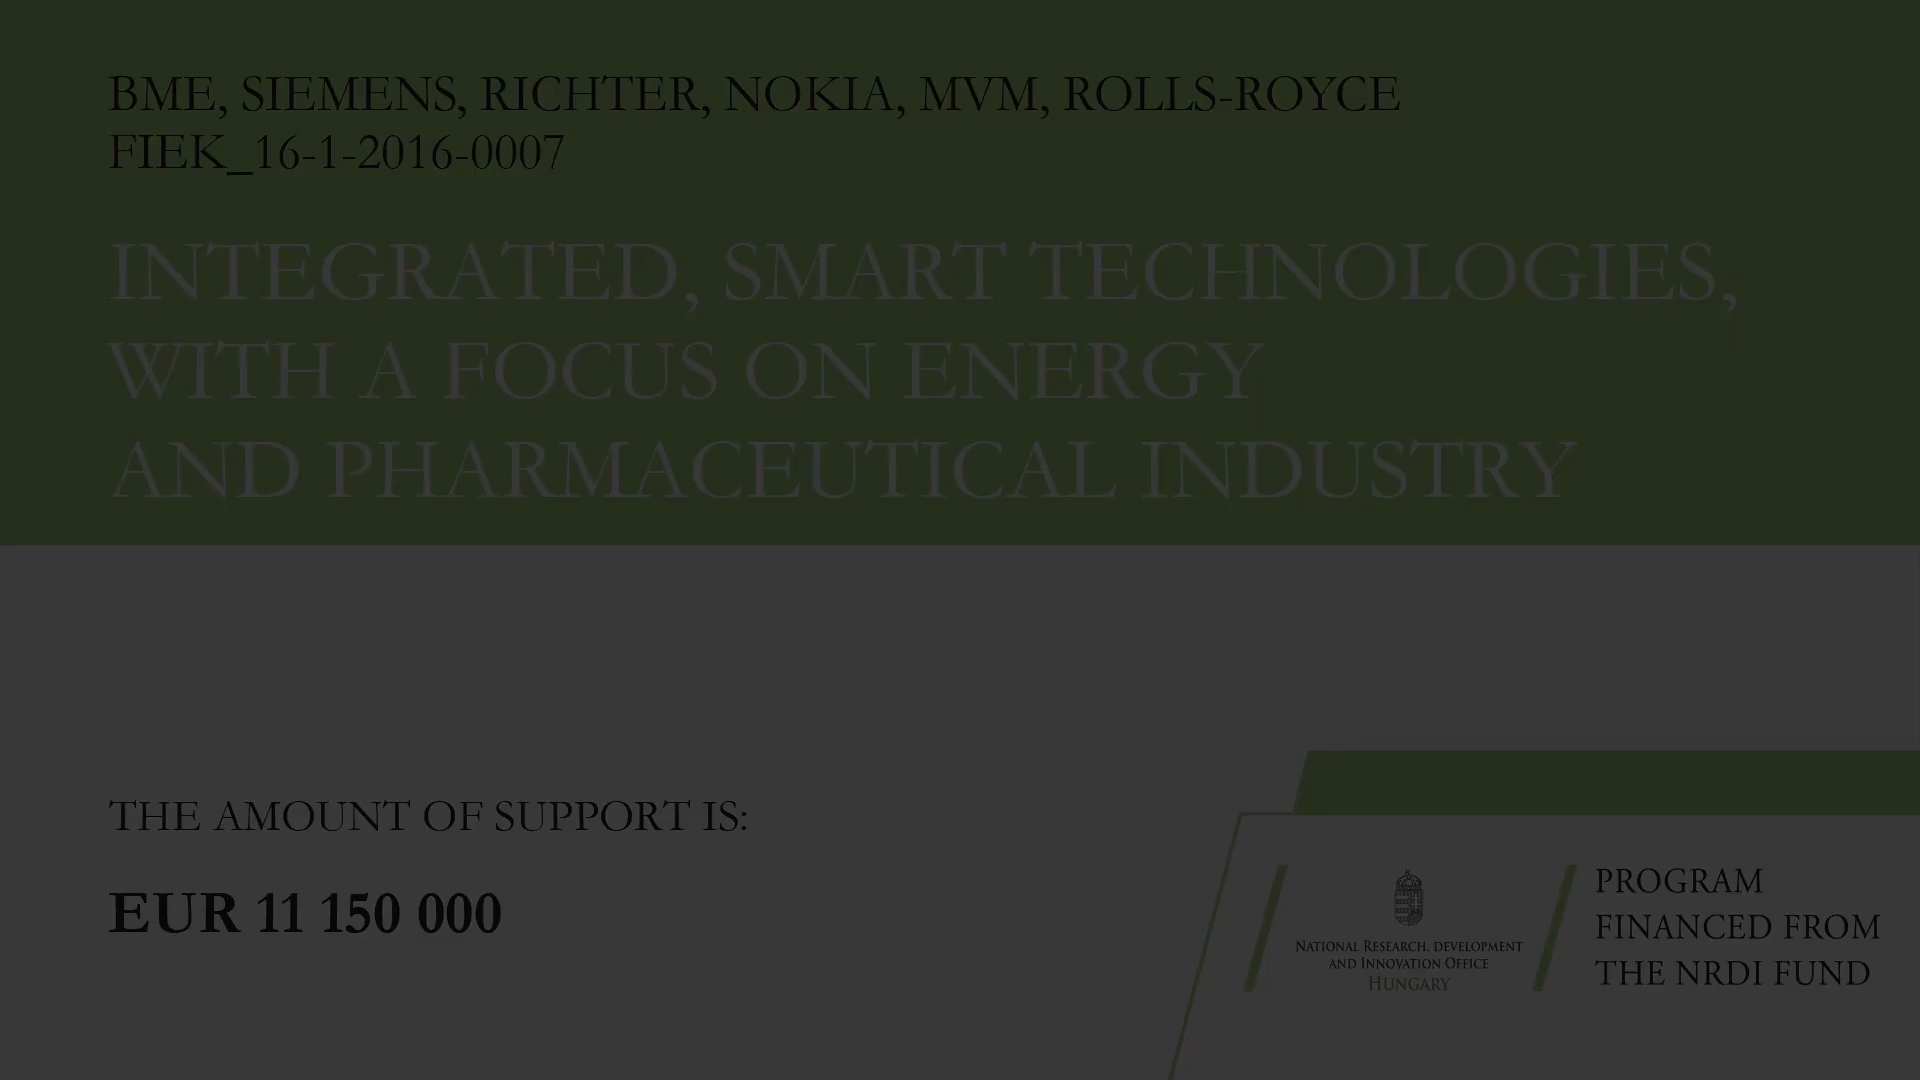 BME, SIEMENS, RICHTER, NOKIA, MVM, ROLLS-ROYCE
FIEK_16-1-2016-0007
INTEGRATED, SMART TECHNOLOGIES,
WITH A FOCUS ON ENERGY
AND PHARMACEUTICAL INDUSTRY
THE AMOUNT OF SUPPORT IS:
EUR 11 150 000
NATIONAL RESEARCH, DEVELOPMENT
AND INNOVATION OFFICE
HUNGARY
PROGRAM
FINANCED FROM
THE NRDI FUND